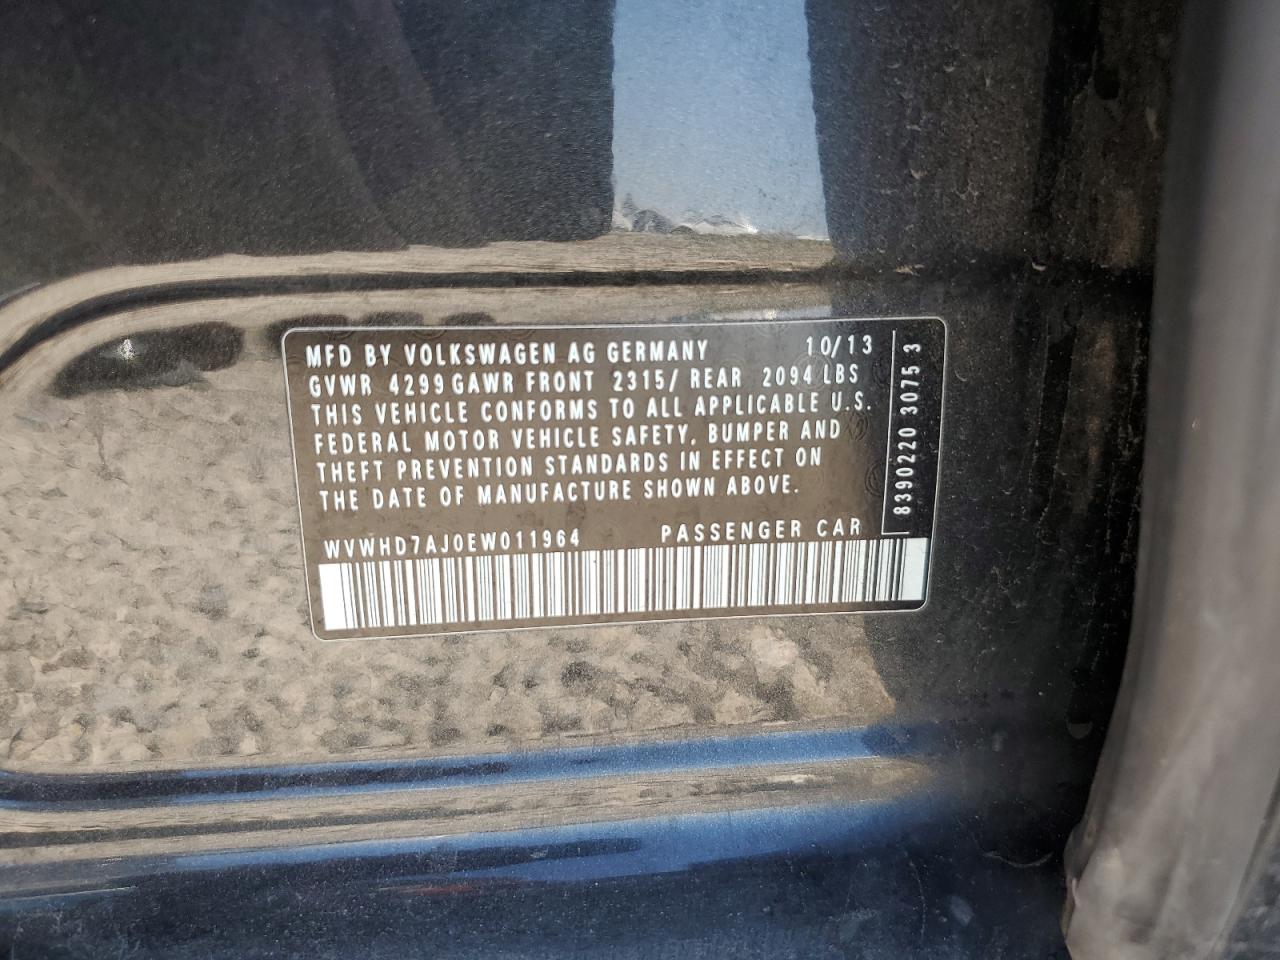 MFD BY VOLKSWAGEN AG GERMANY 10/13
GVWR 4299 GAWR FRONT 2315/ REAR 2094 LBS
THIS VEHICLE CONFORMS TO ALL APPLICABLE U.S.
FEDERAL MOTOR VEHICLE SAFETY, BUMPER AND
THEFT PREVENTION STANDARDS IN EFFECT ON
THE DATE OF MANUFACTURE SHOWN ABOVE.
WVWHD7AJ0EW011964 PASSENGER CAR
8390220 3075 3